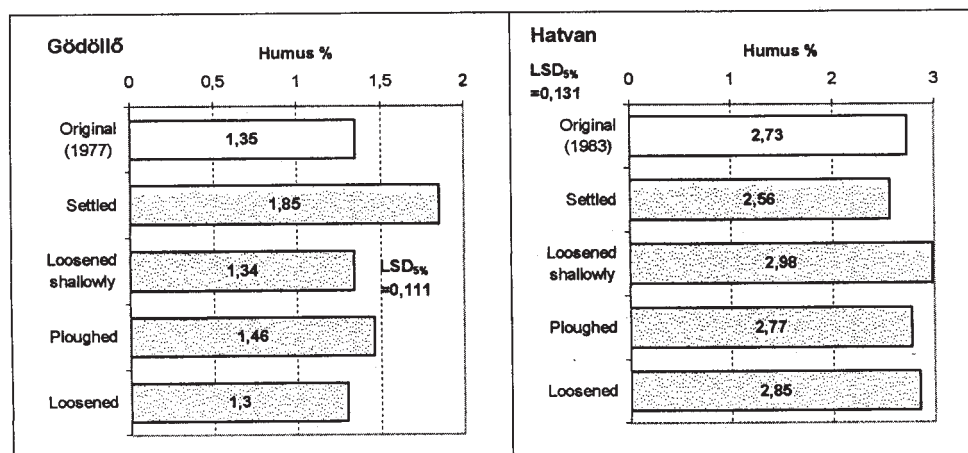 Gödöllő
Humus %
0 0,5 1 1,5 2
Original
(1977)
1,35
Settled
1,85
Loosened
shallowly
1,34
LSD5%
=0,111
Ploughed
1,46
Loosened
1,3
Hatvan
Humus %
LSD5%
=0,131
0 1 2 3
Original
(1983)
2,73
Settled
2,56
Loosened
shallowly
2,98
Ploughed
2,77
Loosened
2,85